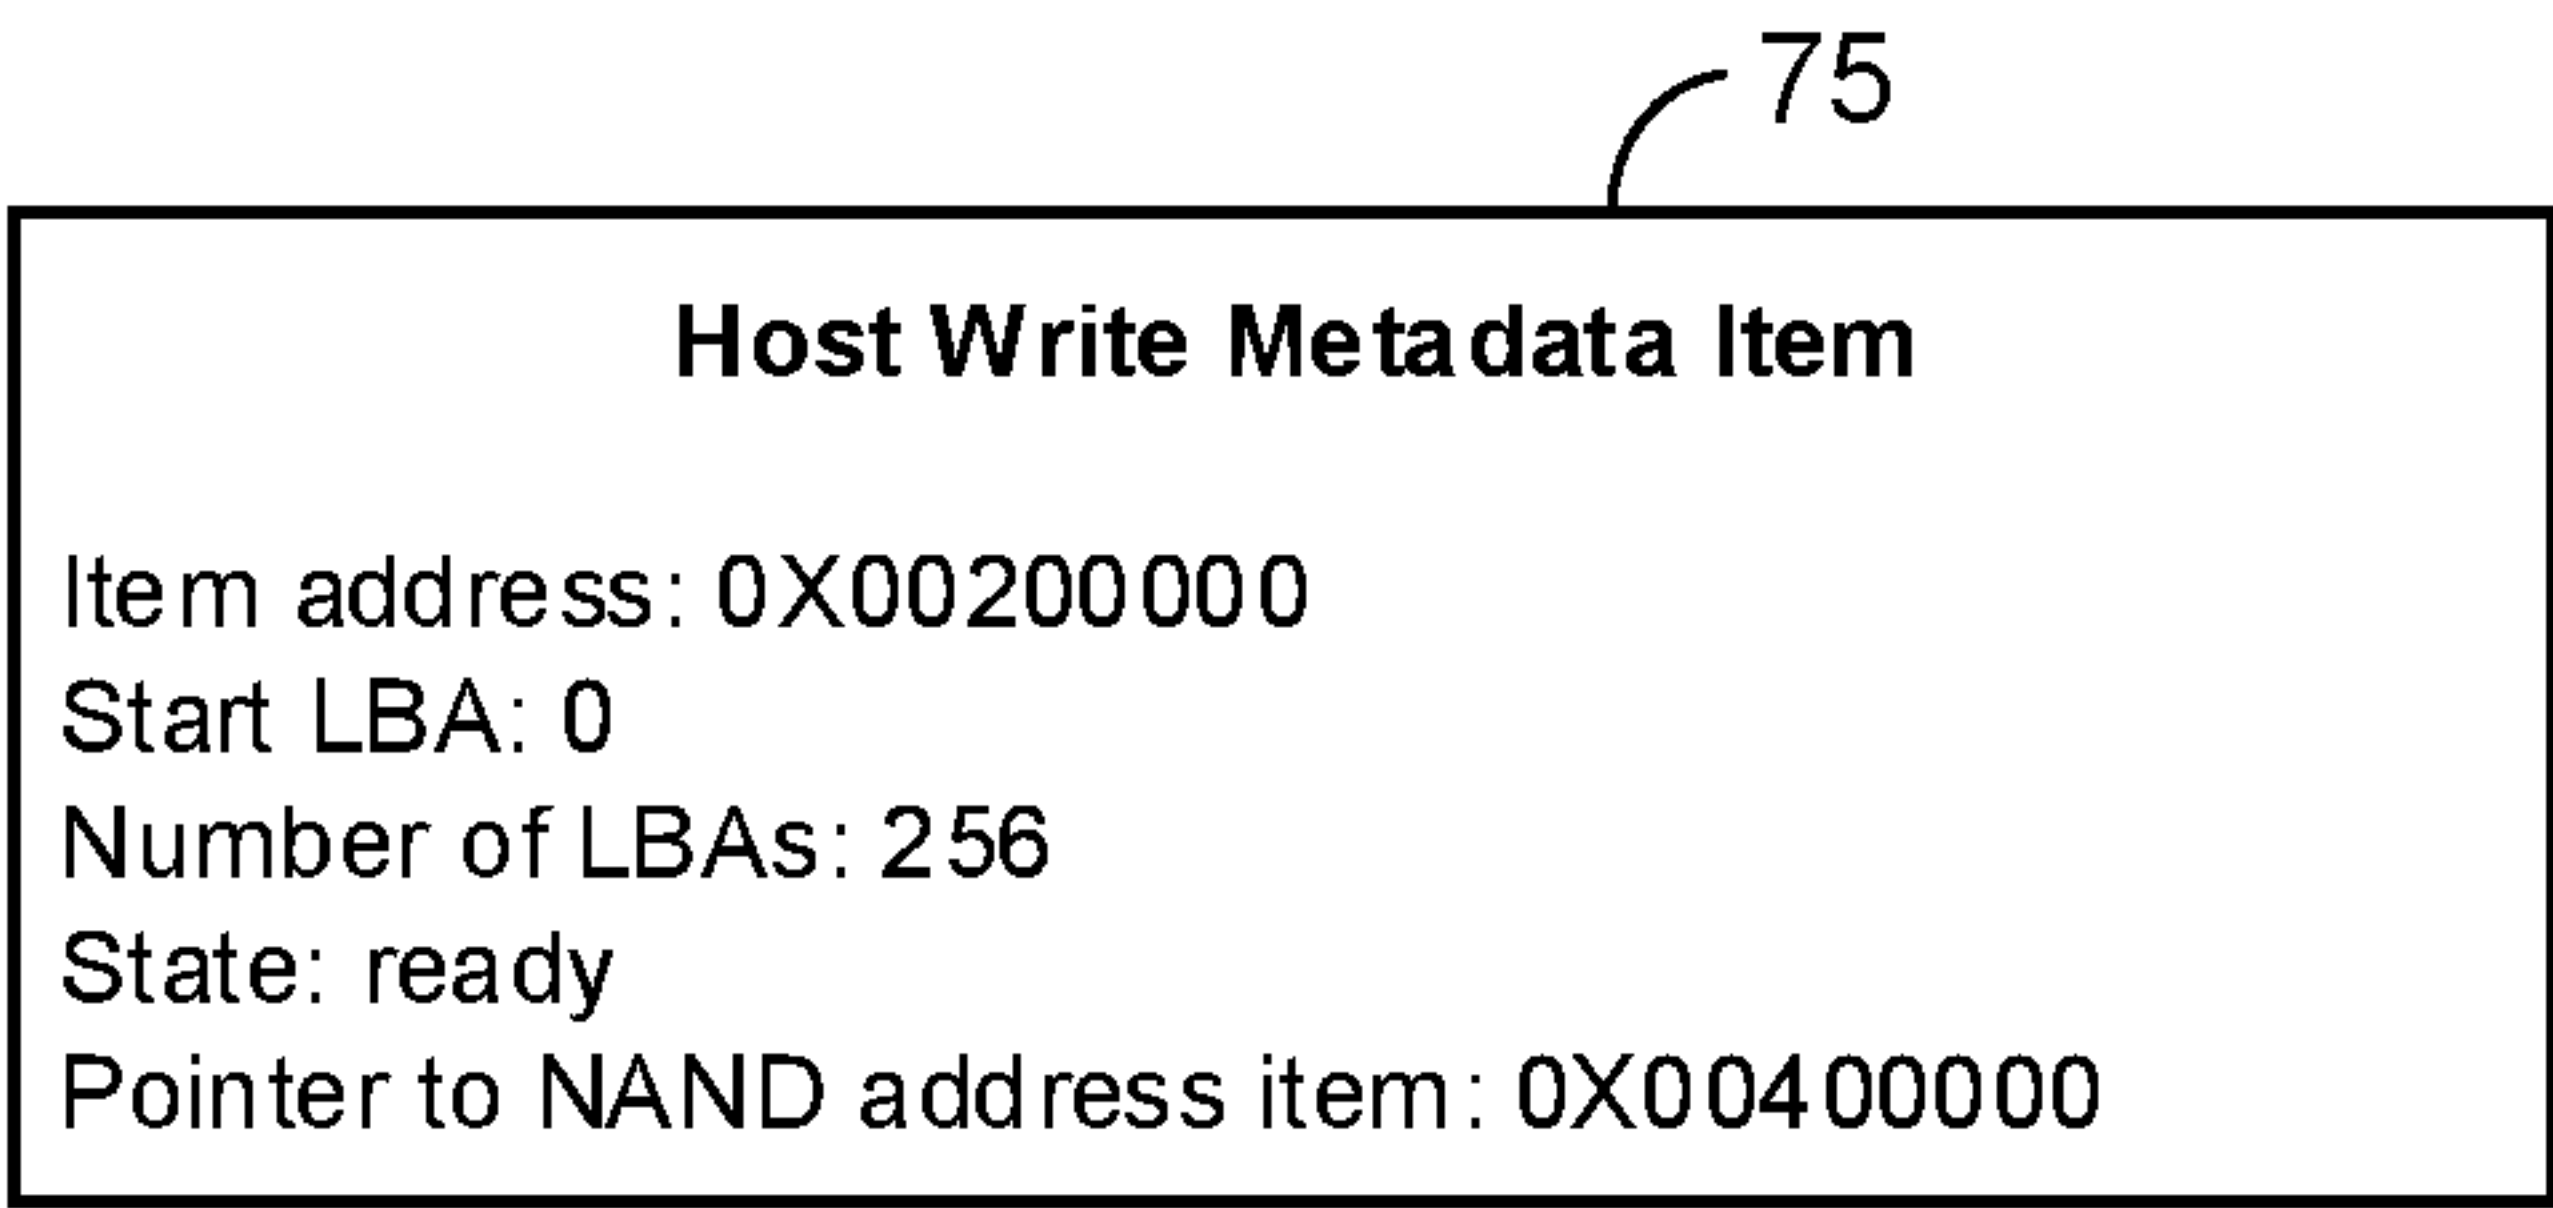 75
Host Write Metadata Item
Item address: 0X00200000
Start LBA: 0
Number of LBAs: 256
State: ready
Pointer to NAND address item: 0X00400000